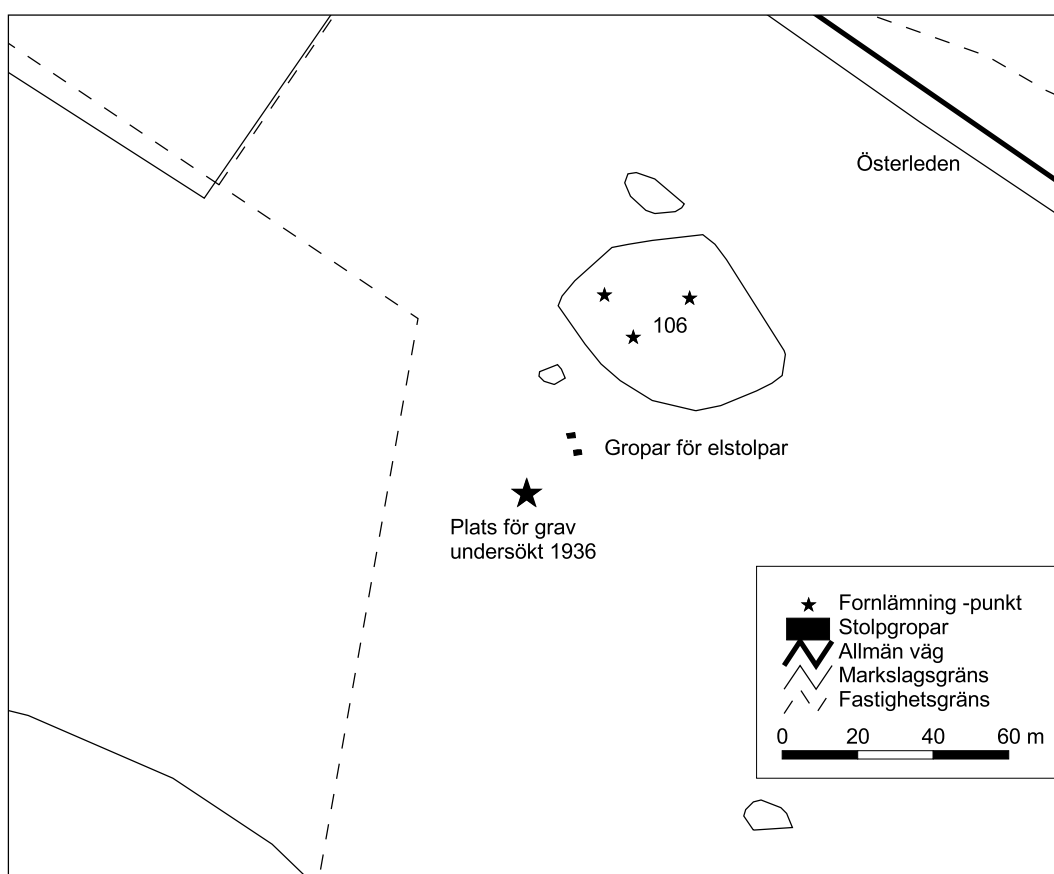 Österleden
106
Gropar för elstolpar
Plats för grav
undersökt 1936
Fornlämning -punkt
Stolpgropar
Allmän väg
Markslagsgräns
Fastighetsgräns
0 20 40 60 m